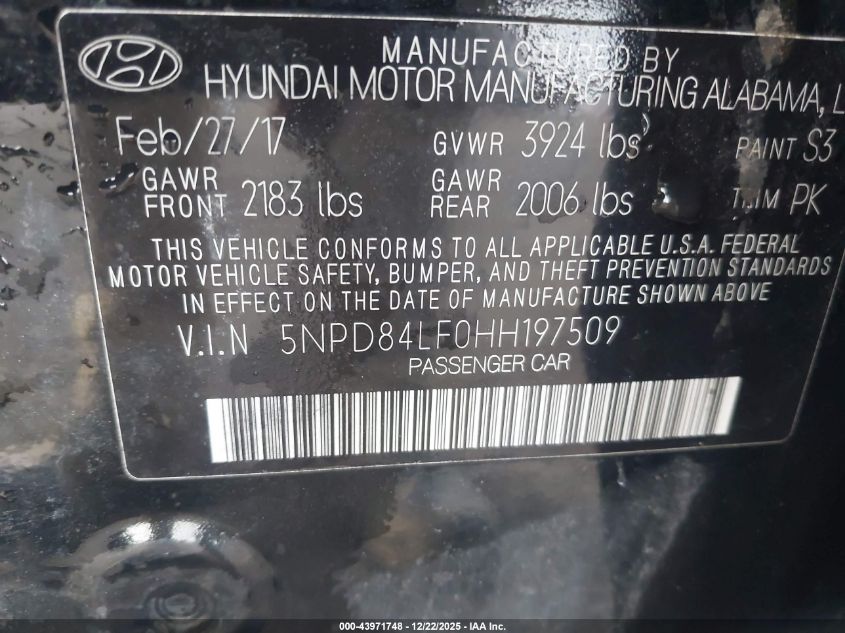 MANUFACTURED BY
HYUNDAI MOTOR MANUFACTURING ALABAMA, L
Feb/27/17 GVWR 3924 lbs PAINT S3
GAWR FRONT 2183 lbs GAWR REAR 2006 lbs TRIM PK
THIS VEHICLE CONFORMS TO ALL APPLICABLE U.S.A. FEDERAL
MOTOR VEHICLE SAFETY, BUMPER, AND THEFT PREVENTION STANDARDS
IN EFFECT ON THE DATE OF MANUFACTURE SHOWN ABOVE
V.I.N 5NPD84LF0HH197509
PASSENGER CAR
000-43971748 - 12/22/2025 - IAA Inc.